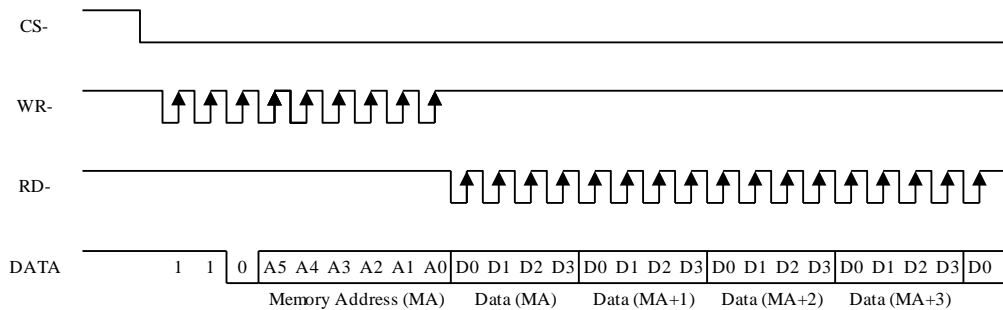 CS-
WR-
RD-
DATA 1 1 0 A5 A4 A3 A2 A1 A0 D0 D1 D2 D3 D0 D1 D2 D3 D0 D1 D2 D3 D0 D1 D2 D3 D0
Memory Address (MA) Data (MA) Data (MA+1) Data (MA+2) Data (MA+3)